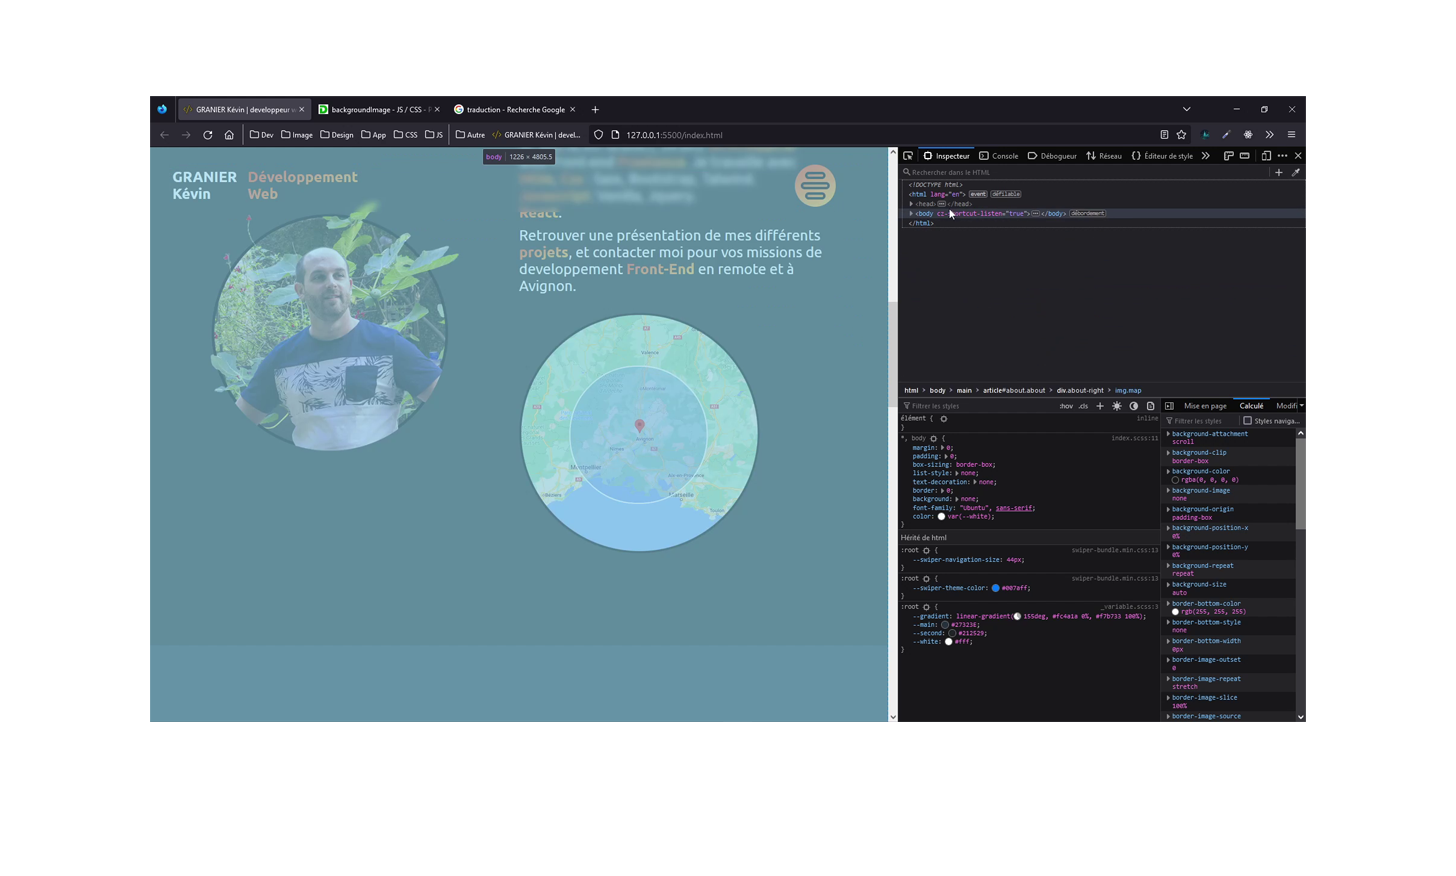 GRANIER Kévin | developpeur w
backgroundImage - JS / CSS - F
traduction - Recherche Google
Dev
Image
Design
App
CSS
JS
Autre
GRANIER Kévin | devel...
127.0.0.1:5500/index.html
body 1226 × 4805.5
GRANIER
Kévin
Développement
Web
React.
Retrouver une présentation de mes différents
projets, et contacter moi pour vos missions de
developpement Front-End en remote et à
Avignon.
Valence
Avignon
Nîmes
Montpellier
Aix-en-Provence
Marseille
Toulon
Inspecteur
Console
Débogueur
Réseau
Éditeur de style
Rechercher dans le HTML
<!DOCTYPE html>
<html lang="en"> event défilable
<head> </head>
<body cz-shortcut-listen="true"> </body> débordement
</html>
html > body > main > article#about.about > div.about-right > img.map
Filtrer les styles
:hov .cls +
élément { inline
}
*, body { index.scss:11
margin: 0;
padding: 0;
box-sizing: border-box;
list-style: none;
text-decoration: none;
border: 0;
background: none;
font-family: "Ubuntu", sans-serif;
color: var(--white);
}
Hérité de html
:root { swiper-bundle.min.css:13
--swiper-navigation-size: 44px;
}
:root { swiper-bundle.min.css:13
--swiper-theme-color: #007aff;
}
:root { _variable.scss:3
--gradient: linear-gradient( 155deg, #fc4a1a 0%, #f7b733 100%);
--main: #27323E;
--second: #212529;
--white: #fff;
}
Mise en page
Calculé
Modifi
Filtrer les styles
Styles naviga...
background-attachment
scroll
background-clip
border-box
background-color
rgba(0, 0, 0, 0)
background-image
none
background-origin
padding-box
background-position-x
0%
background-position-y
0%
background-repeat
repeat
background-size
auto
border-bottom-color
rgb(255, 255, 255)
border-bottom-style
none
border-bottom-width
0px
border-image-outset
0
border-image-repeat
stretch
border-image-slice
100%
border-image-source